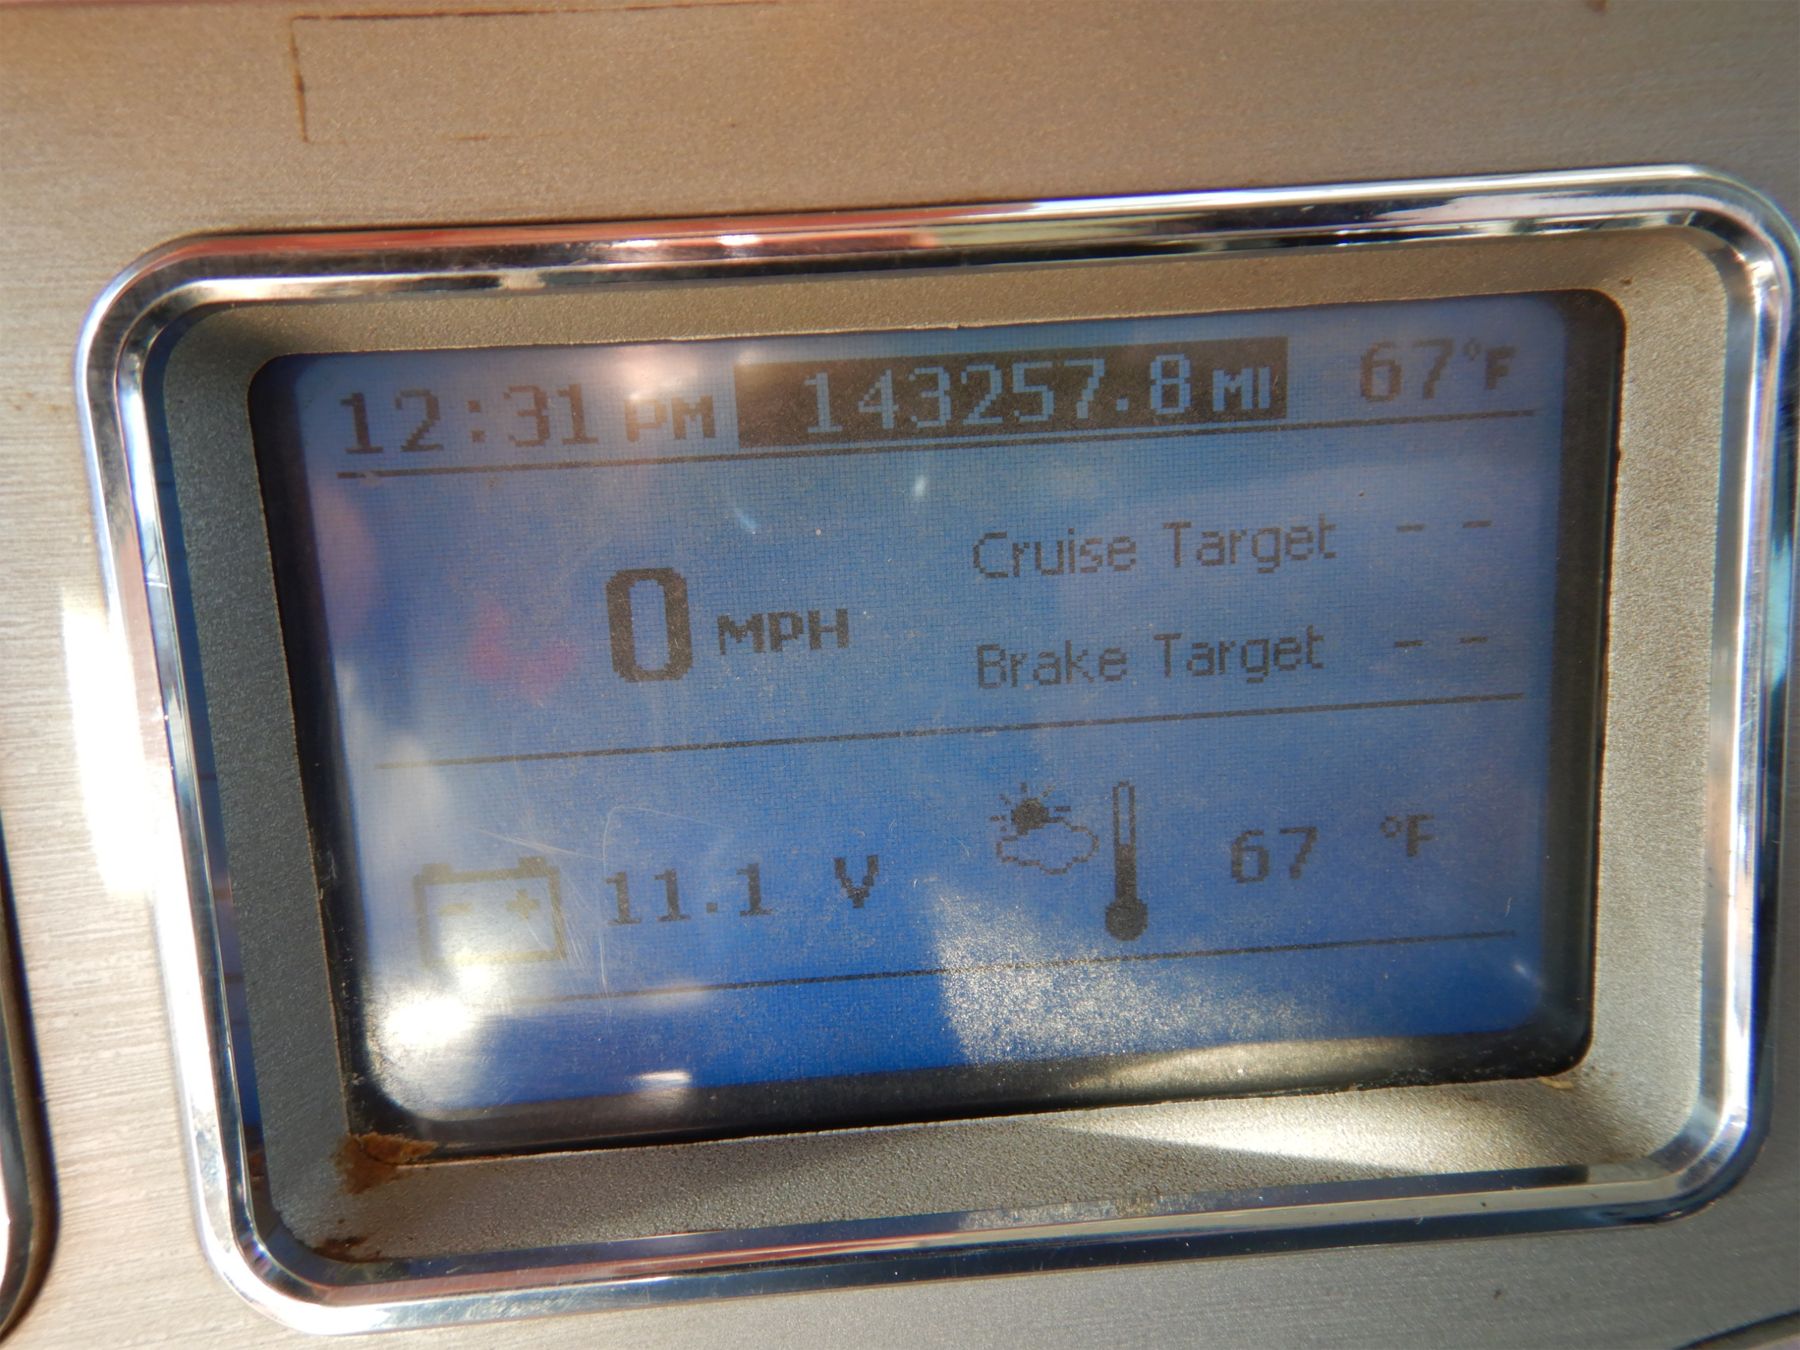 12:31 PM 143257.8 MI 67°F
Cruise Target - -
0 MPH
Brake Target - -
- + 11.1 V 67 °F